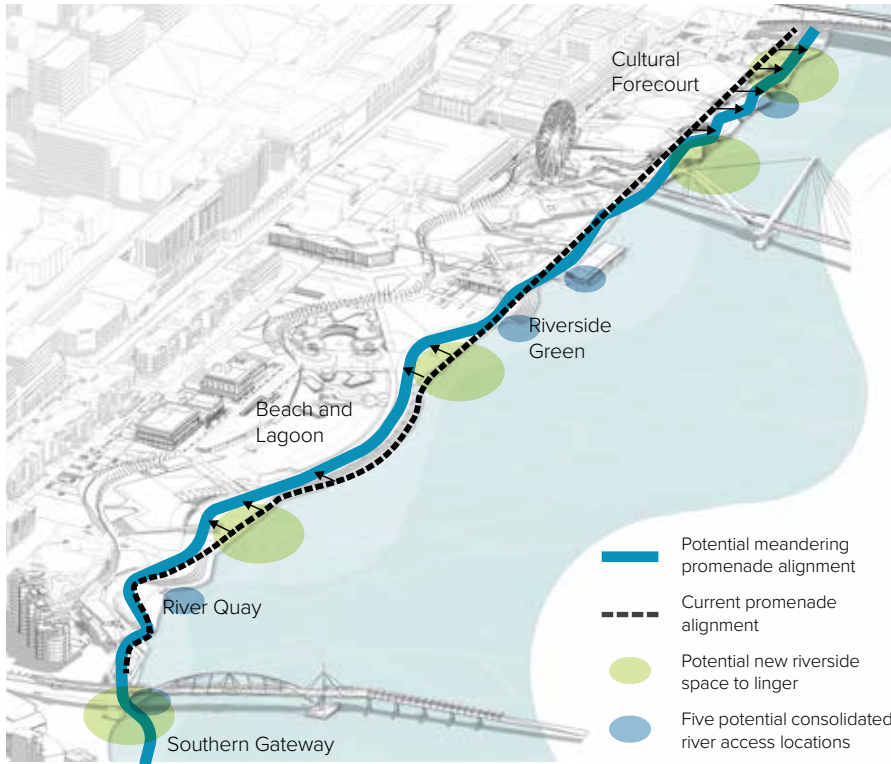 Cultural
Forecourt
Riverside
Green
Beach and
Lagoon
River Quay
Southern Gateway
Potential meandering
promenade alignment
Current promenade
alignment
Potential new riverside
space to linger
Five potential consolidated
river access locations